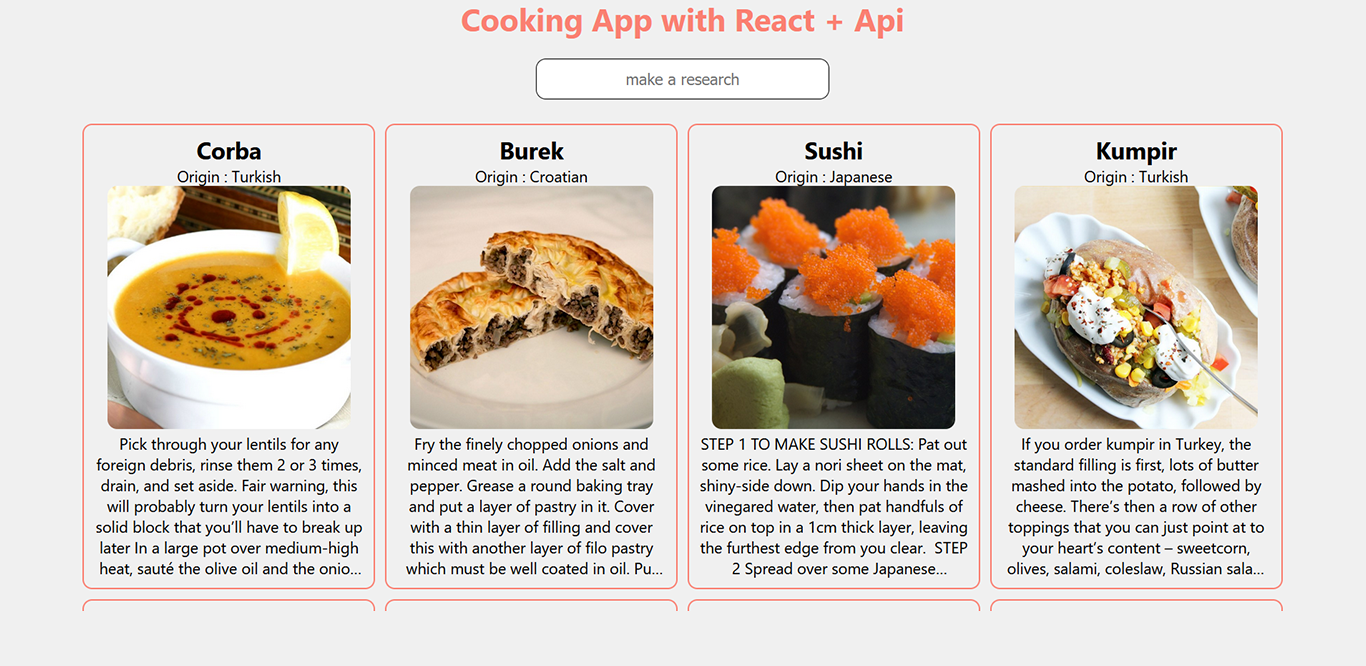 Cooking App with React + Api
make a research
Corba
Origin : Turkish
Pick through your lentils for any
foreign debris, rinse them 2 or 3 times,
drain, and set aside. Fair warning, this
will probably turn your lentils into a
solid block that you’ll have to break up
later In a large pot over medium-high
heat, sauté the olive oil and the onio...
Burek
Origin : Croatian
Fry the finely chopped onions and
minced meat in oil. Add the salt and
pepper. Grease a round baking tray
and put a layer of pastry in it. Cover
with a thin layer of filling and cover
this with another layer of filo pastry
which must be well coated in oil. Pu...
Sushi
Origin : Japanese
STEP 1 TO MAKE SUSHI ROLLS: Pat out
some rice. Lay a nori sheet on the mat,
shiny-side down. Dip your hands in the
vinegared water, then pat handfuls of
rice on top in a 1cm thick layer, leaving
the furthest edge from you clear.  STEP
2 Spread over some Japanese...
Kumpir
Origin : Turkish
If you order kumpir in Turkey, the
standard filling is first, lots of butter
mashed into the potato, followed by
cheese. There’s then a row of other
toppings that you can just point at to
your heart’s content – sweetcorn,
olives, salami, coleslaw, Russian sala...